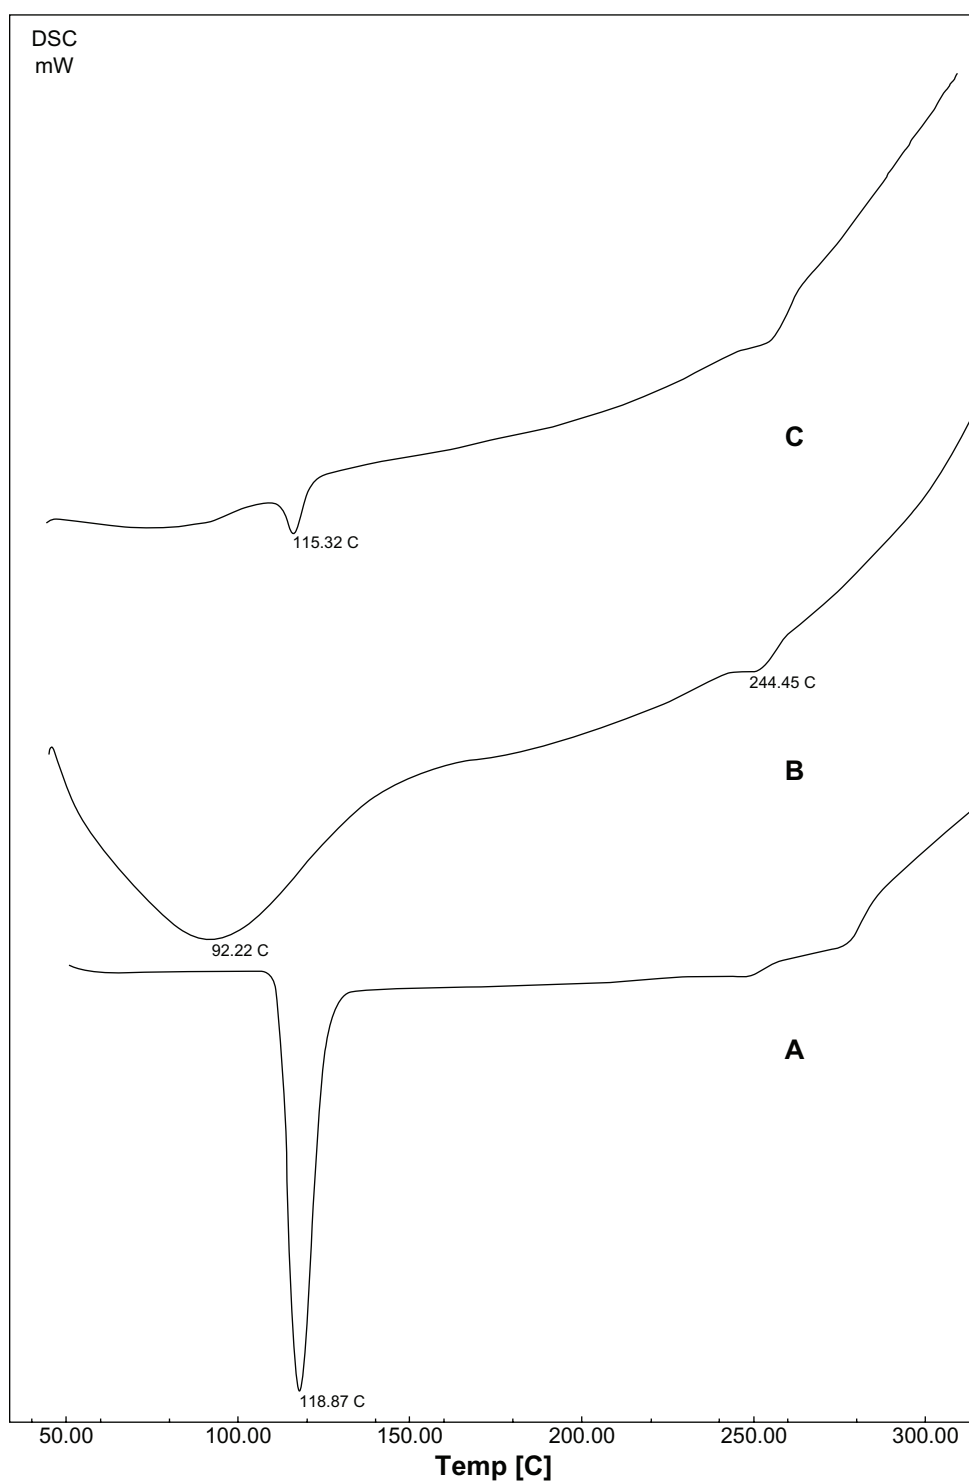 DSC
mW
C
115.32 C
244.45 C
B
92.22 C
A
118.87 C
50.00 100.00 150.00 200.00 250.00 300.00
Temp [C]